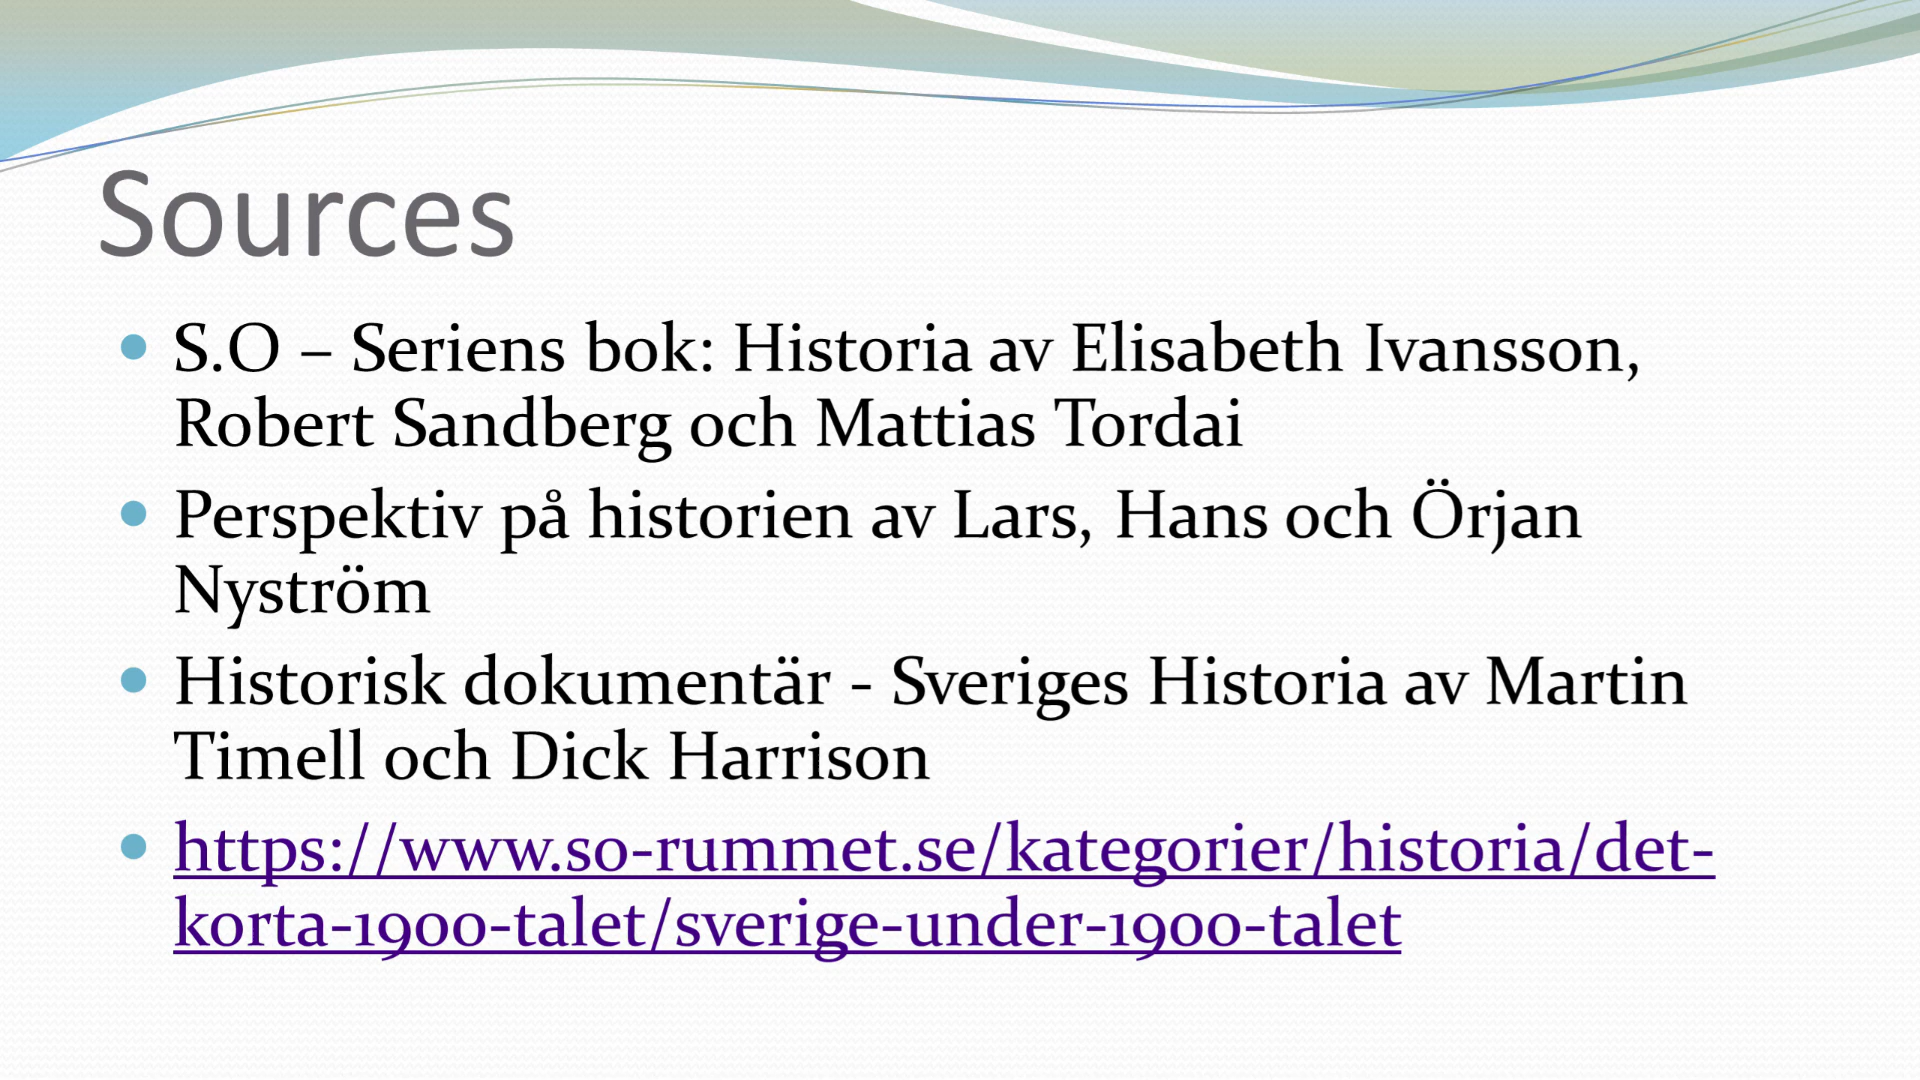 Sources
S.O – Seriens bok: Historia av Elisabeth Ivansson,
Robert Sandberg och Mattias Tordai
Perspektiv på historien av Lars, Hans och Örjan
Nyström
Historisk dokumentär - Sveriges Historia av Martin
Timell och Dick Harrison
https://www.so-rummet.se/kategorier/historia/det-
korta-1900-talet/sverige-under-1900-talet